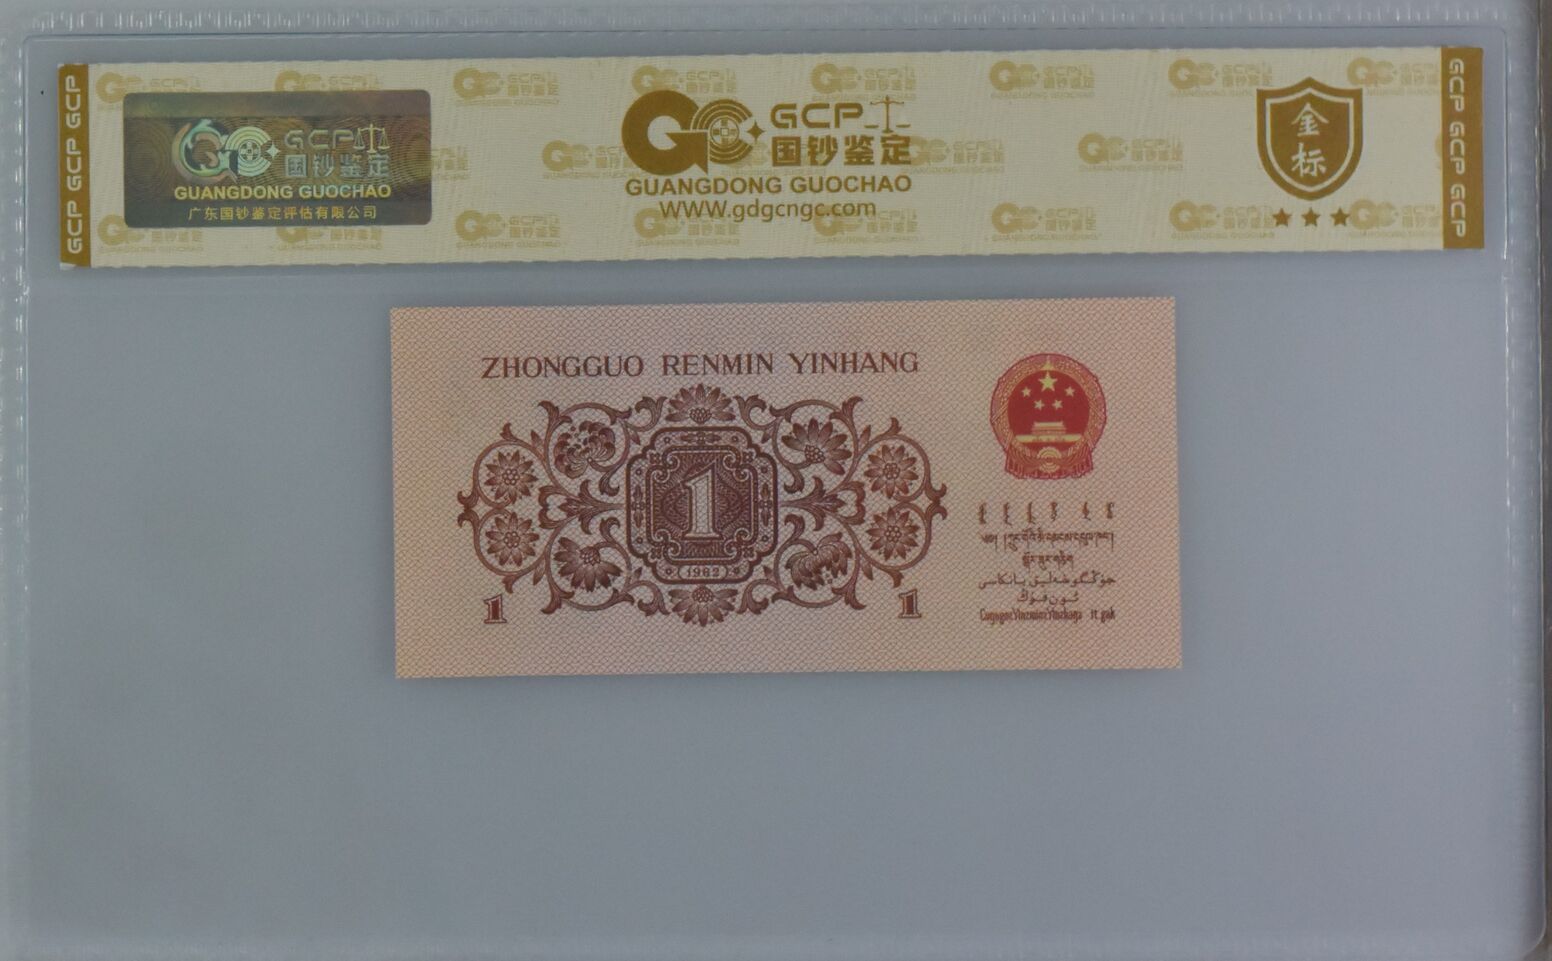 GCP GCP GCP
GCP
国钞鉴定
GUANGDONG GUOCHAO
广东国钞鉴定评估有限公司
GCP
国钞鉴定
GUANGDONG GUOCHAO
www.gdgcngc.com
金
标
GCP GCP GCP
ZHONGGUO RENMIN YINHANG
1
(1962)
1
1